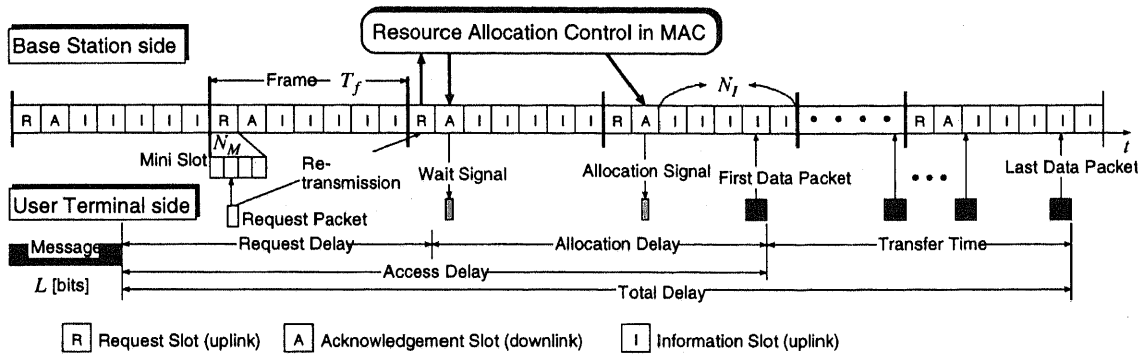 Base Station side
Resource Allocation Control in MAC
Frame T_f
N_I
R A I I I I I R A I I I I I R A I I I I I R A I I I I I • • • • R A I I I I I
t
N_M
Mini Slot
Re-
transmission
Wait Signal
Allocation Signal
First Data Packet
Last Data Packet
• • •
User Terminal side
Request Packet
Message
Request Delay
Allocation Delay
Transfer Time
Access Delay
L [bits]
Total Delay
R Request Slot (uplink)
A Acknowledgement Slot (downlink)
I Information Slot (uplink)